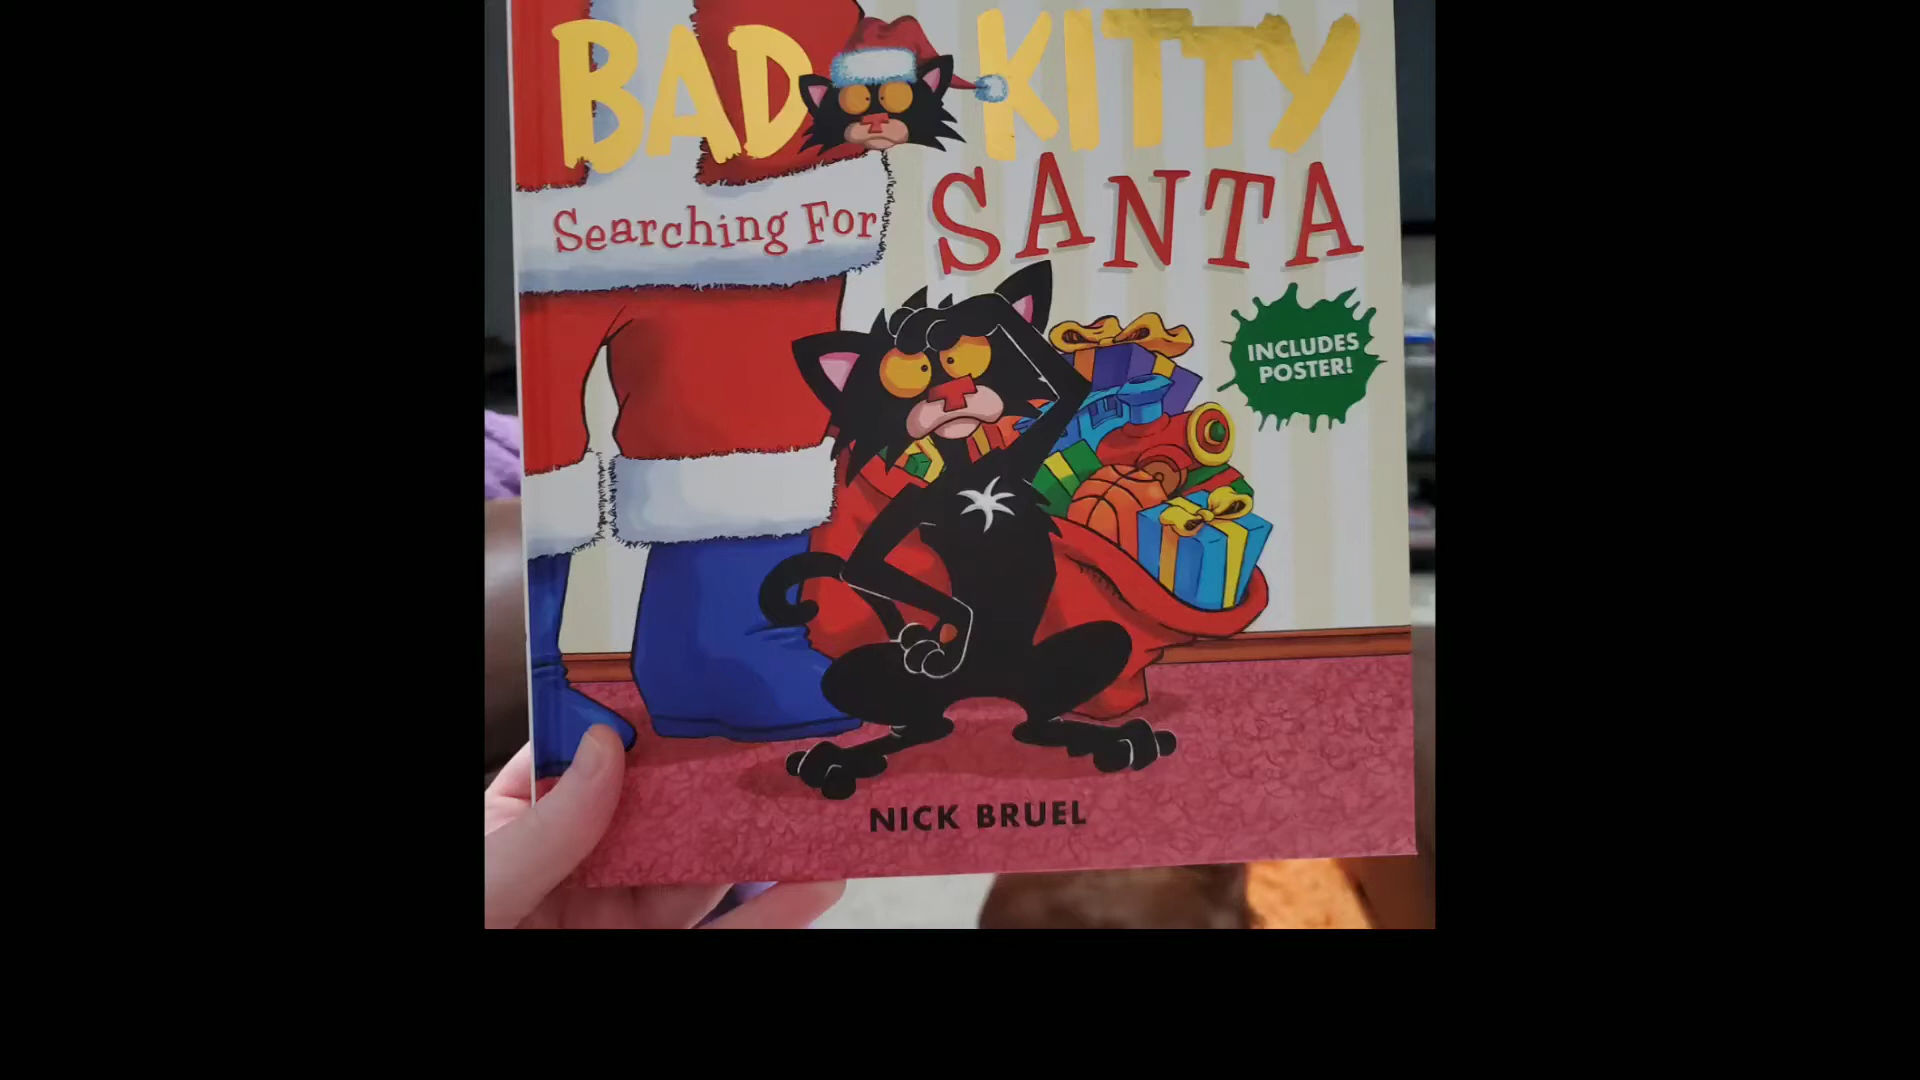 BAD KITTY
Searching For SANTA
INCLUDES
POSTER!
NICK BRUEL